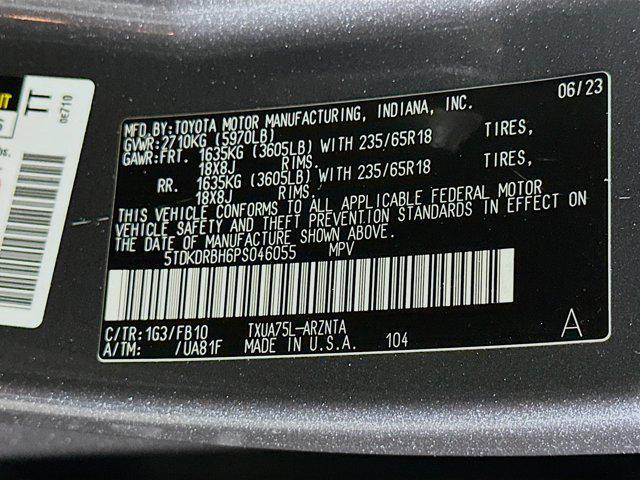 IT
S
TT
0E710
06/23
MFD.BY:TOYOTA MOTOR MANUFACTURING, INDIANA, INC.
GVWR:2710KG (5970LB)
GAWR:FRT. 1635KG (3605LB) WITH 235/65R18 TIRES,
18X8J RIMS.
RR. 1635KG (3605LB) WITH 235/65R18 TIRES,
18X8J RIMS.
THIS VEHICLE CONFORMS TO ALL APPLICABLE FEDERAL MOTOR
VEHICLE SAFETY AND THEFT PREVENTION STANDARDS IN EFFECT ON
THE DATE OF MANUFACTURE SHOWN ABOVE.
5TDKDRBH6PS046055 MPV
C/TR:1G3/FB10 TXUA75L-ARZNTA
A/TM: /UA81F MADE IN U.S.A. 104
A